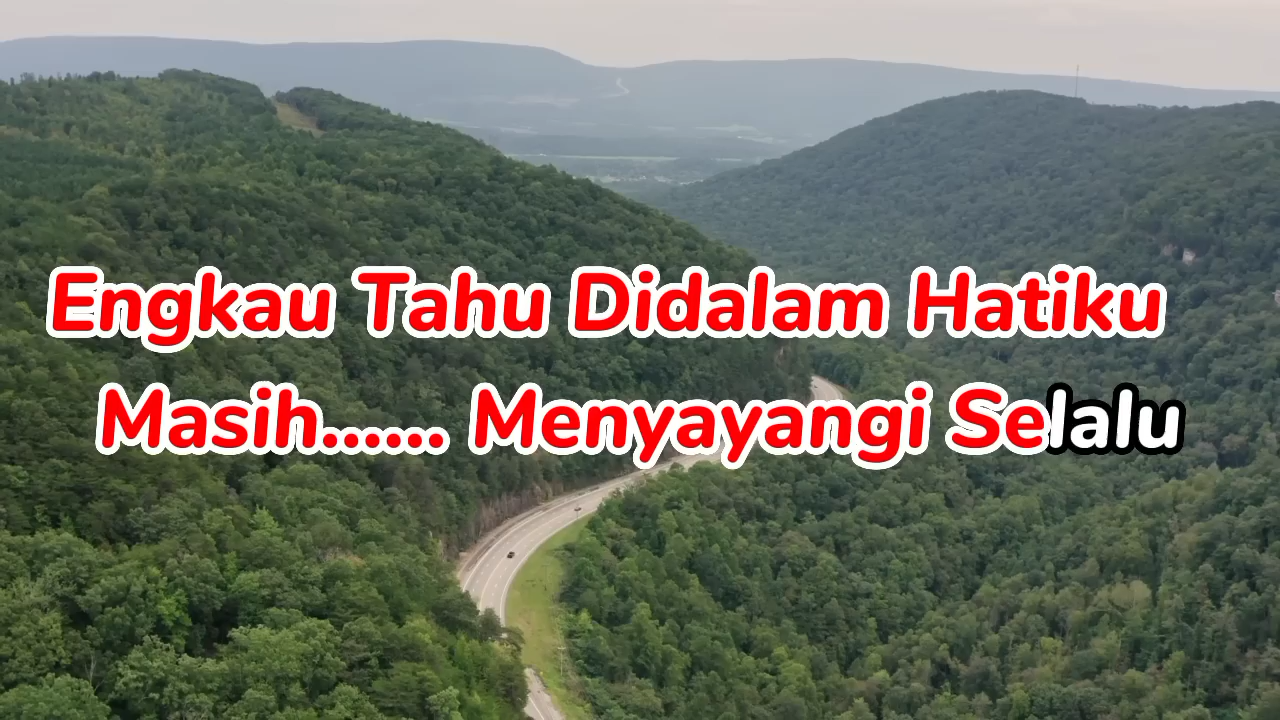 Engkau Tahu Didalam Hatiku
Masih...... Menyayangi Selalu